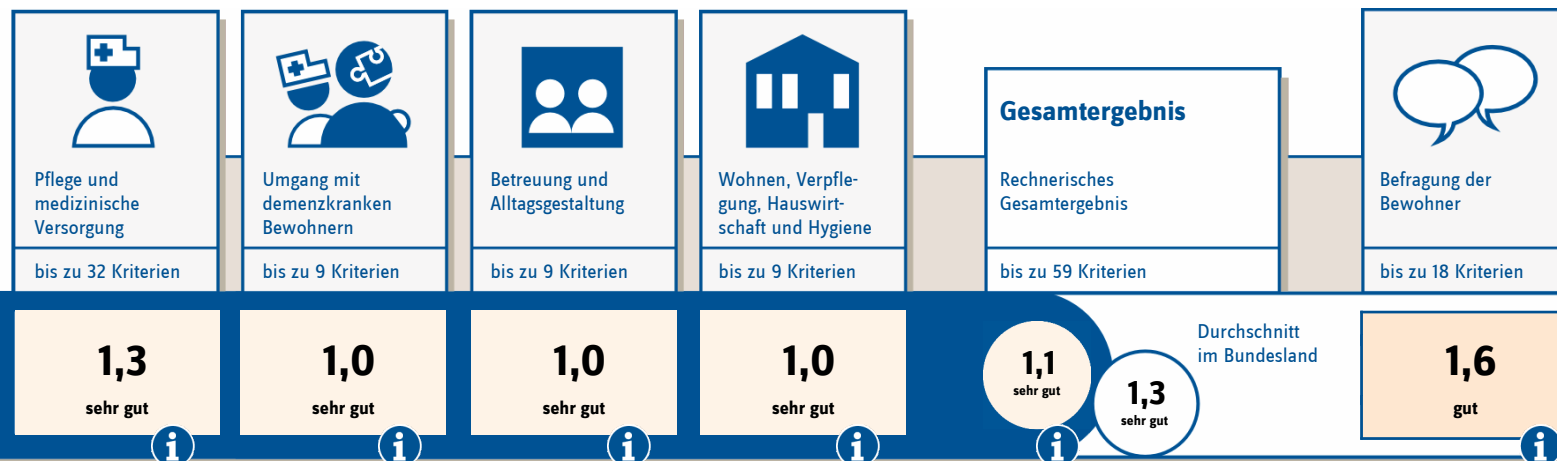 Pflege und
medizinische
Versorgung
bis zu 32 Kriterien
1,3
sehr gut
i
Umgang mit
demenzkranken
Bewohnern
bis zu 9 Kriterien
1,0
sehr gut
i
Betreuung und
Alltagsgestaltung
bis zu 9 Kriterien
1,0
sehr gut
i
Wohnen, Verpfle-
gung, Hauswirt-
schaft und Hygiene
bis zu 9 Kriterien
1,0
sehr gut
i
Gesamtergebnis
Rechnerisches
Gesamtergebnis
bis zu 59 Kriterien
1,1
sehr gut
i
Durchschnitt
im Bundesland
1,3
sehr gut
Befragung der
Bewohner
bis zu 18 Kriterien
1,6
gut
i